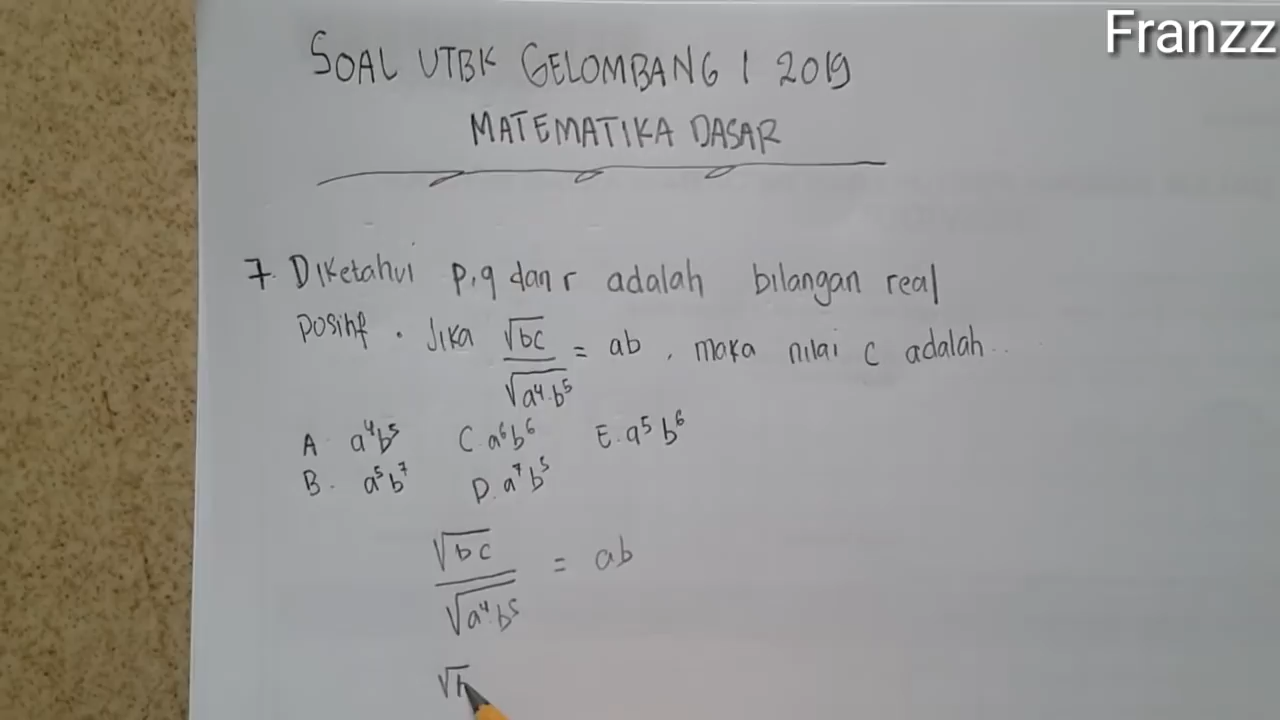 Franzz
SOAL UTBK GELOMBANG 1 2019
MATEMATIKA DASAR
7. Diketahui p,q dan r adalah bilangan real
positif. Jika √bc / √a⁴.b⁵ = ab, maka nilai c adalah..
A. a⁴b⁵ C. a⁶b⁶ E. a⁵b⁶
B. a⁵b⁷ D. a⁷b⁵
√bc / √a⁴.b⁵ = ab